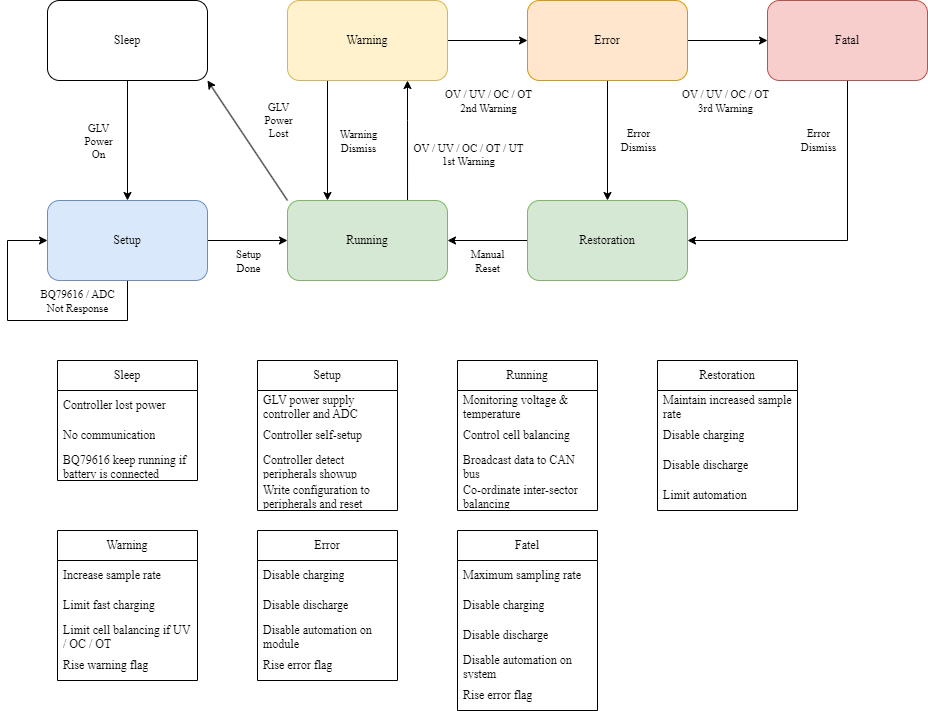 Sleep
Warning
Error
Fatal
GLV
Power
On
GLV
Power
Lost
Warning
Dismiss
OV / UV / OC / OT
2nd Warning
OV / UV / OC / OT / UT
1st Warning
Error
Dismiss
OV / UV / OC / OT
3rd Warning
Error
Dismiss
Setup
Setup
Done
Running
Manual
Reset
Restoration
BQ79616 / ADC
Not Response
Sleep
Controller lost power
No communication
BQ79616 keep running if
battery is connected
Setup
GLV power supply
controller and ADC
Controller self-setup
Controller detect
peripherals showup
Write configuration to
peripherals and reset
Running
Monitoring voltage &
temperature
Control cell balancing
Broadcast data to CAN
bus
Co-ordinate inter-sector
balancing
Restoration
Maintain increased sample
rate
Disable charging
Disable discharge
Limit automation
Warning
Increase sample rate
Limit fast charging
Limit cell balancing if UV
/ OC / OT
Rise warning flag
Error
Disable charging
Disable discharge
Disable automation on
module
Rise error flag
Fatel
Maximum sampling rate
Disable charging
Disable discharge
Disable automation on
system
Rise error flag